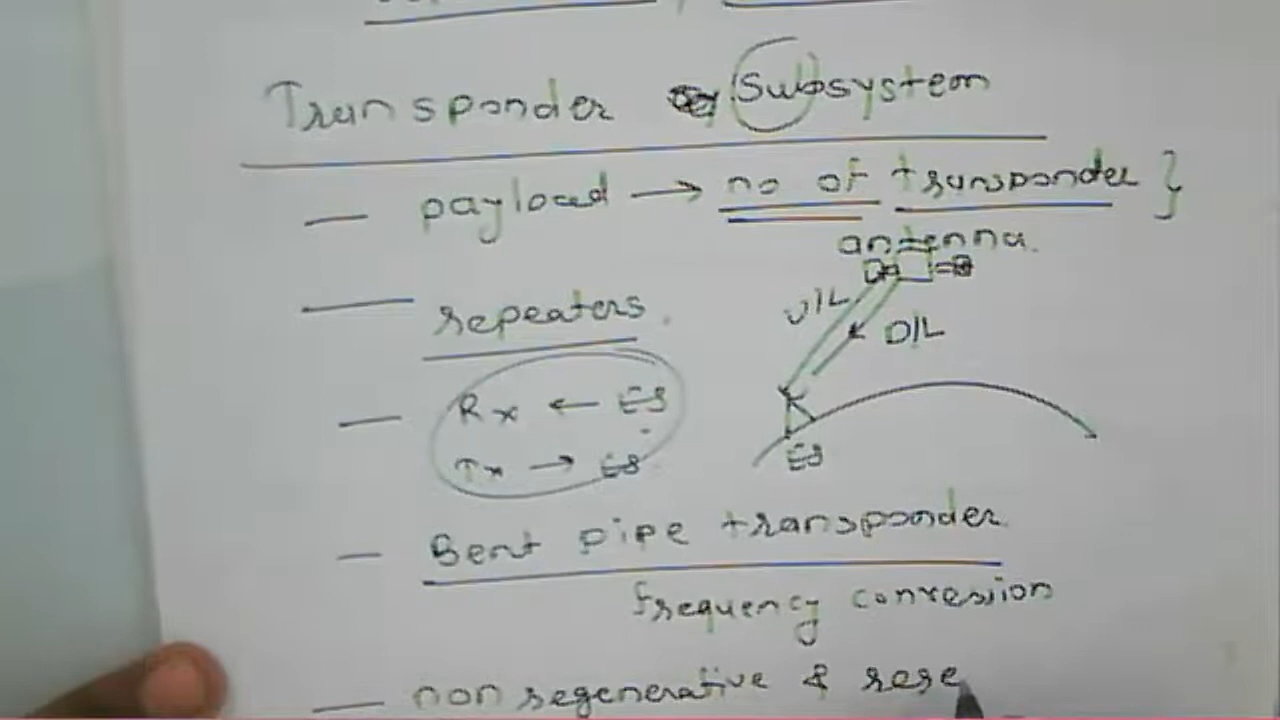 Transponder Subsystem
— payload → no of transponder }
antenna.
— repeaters.
U/L
D/L
— Rx ← ES
Tx → ES
ES
— Bent pipe transponder
frequency conversion
— non regenerative & rege